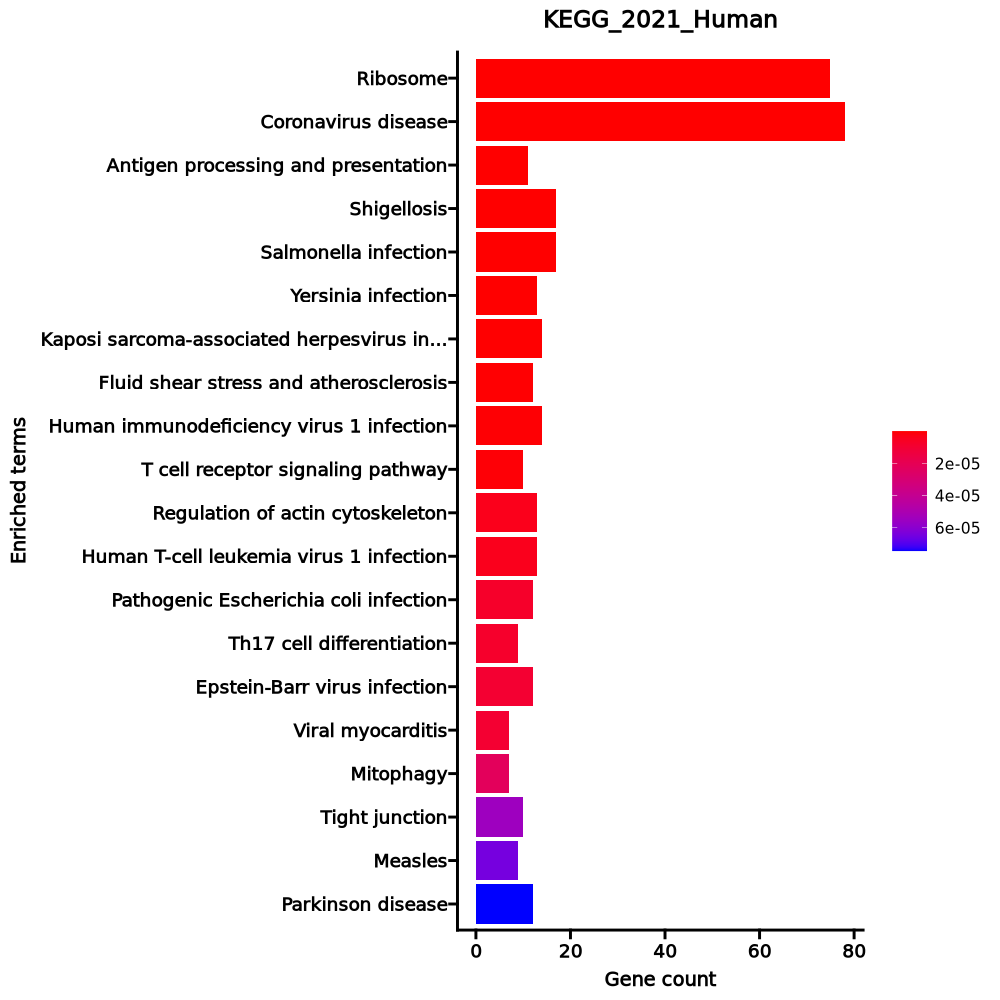 KEGG_2021_Human
Ribosome
Coronavirus disease
Antigen processing and presentation
Shigellosis
Salmonella infection
Yersinia infection
Kaposi sarcoma-associated herpesvirus in...
Fluid shear stress and atherosclerosis
Human immunodeficiency virus 1 infection
T cell receptor signaling pathway
Regulation of actin cytoskeleton
Human T-cell leukemia virus 1 infection
Pathogenic Escherichia coli infection
Th17 cell differentiation
Epstein-Barr virus infection
Viral myocarditis
Mitophagy
Tight junction
Measles
Parkinson disease
Enriched terms
0 20 40 60 80
Gene count
2e-05
4e-05
6e-05